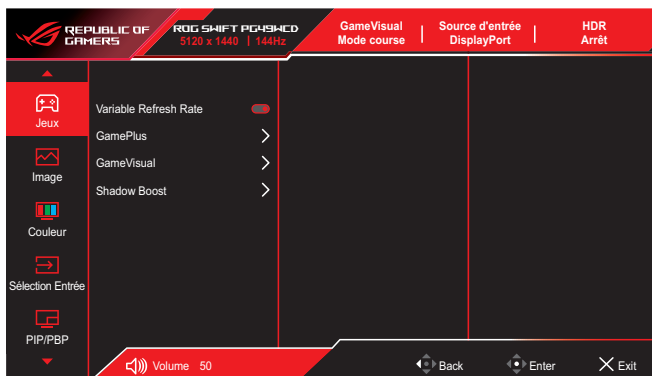 REPUBLIC OF
GAMERS
ROG SWIFT PG49WCD
5120 x 1440 | 144Hz
GameVisual
Mode course
Source d'entrée
DisplayPort
HDR
Arrêt
Jeux
Image
Couleur
Sélection Entrée
PIP/PBP
Variable Refresh Rate
GamePlus
GameVisual
Shadow Boost
Volume 50
Back
Enter
Exit